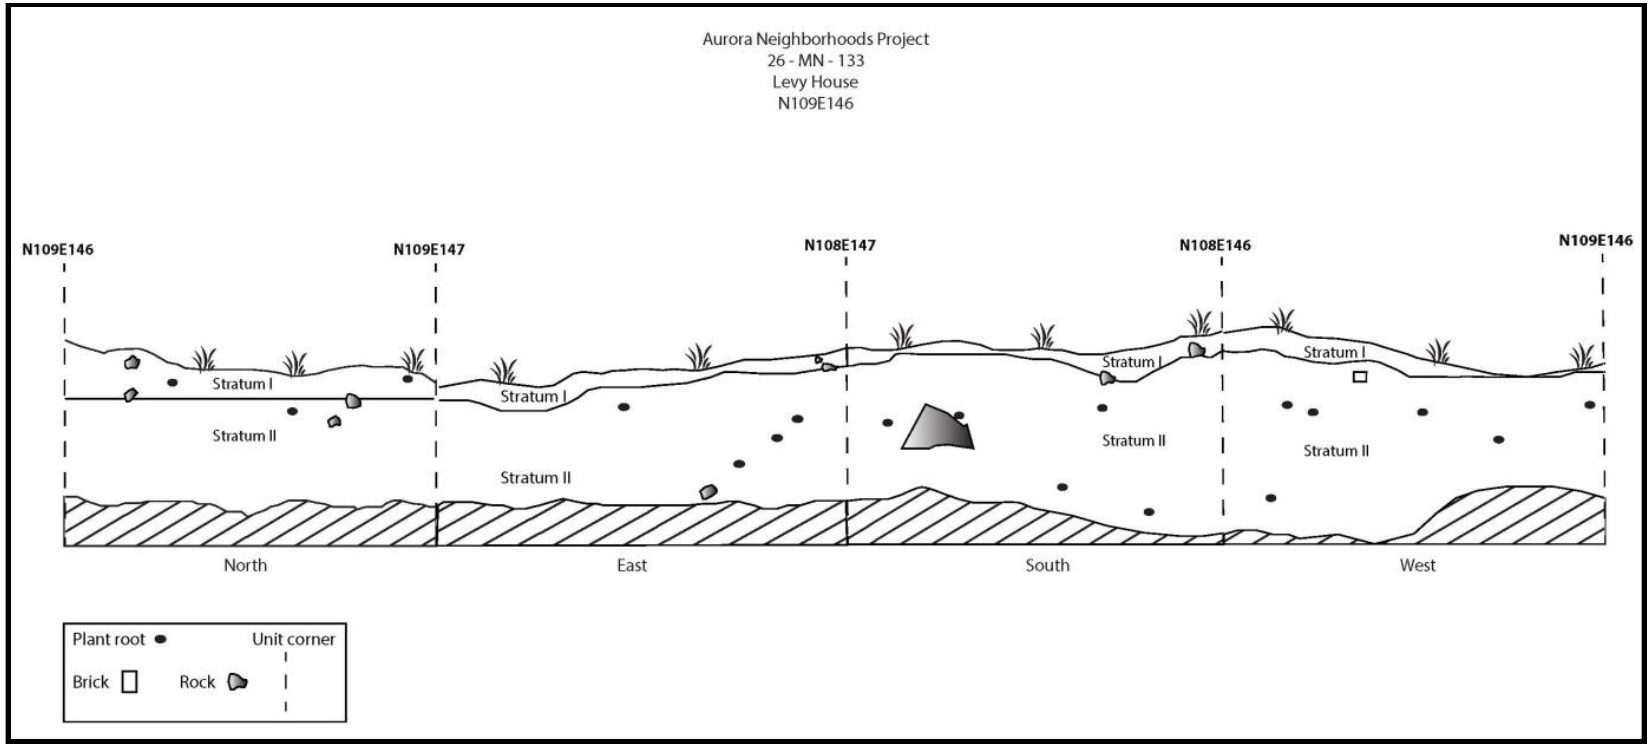 Aurora Neighborhoods Project
26 - MN - 133
Levy House
N109E146
N109E146
N109E147
N108E147
N108E146
N109E146
Stratum I
Stratum I
Stratum I
Stratum I
Stratum II
Stratum II
Stratum II
Stratum II
North
East
South
West
Plant root
Unit corner
Brick
Rock